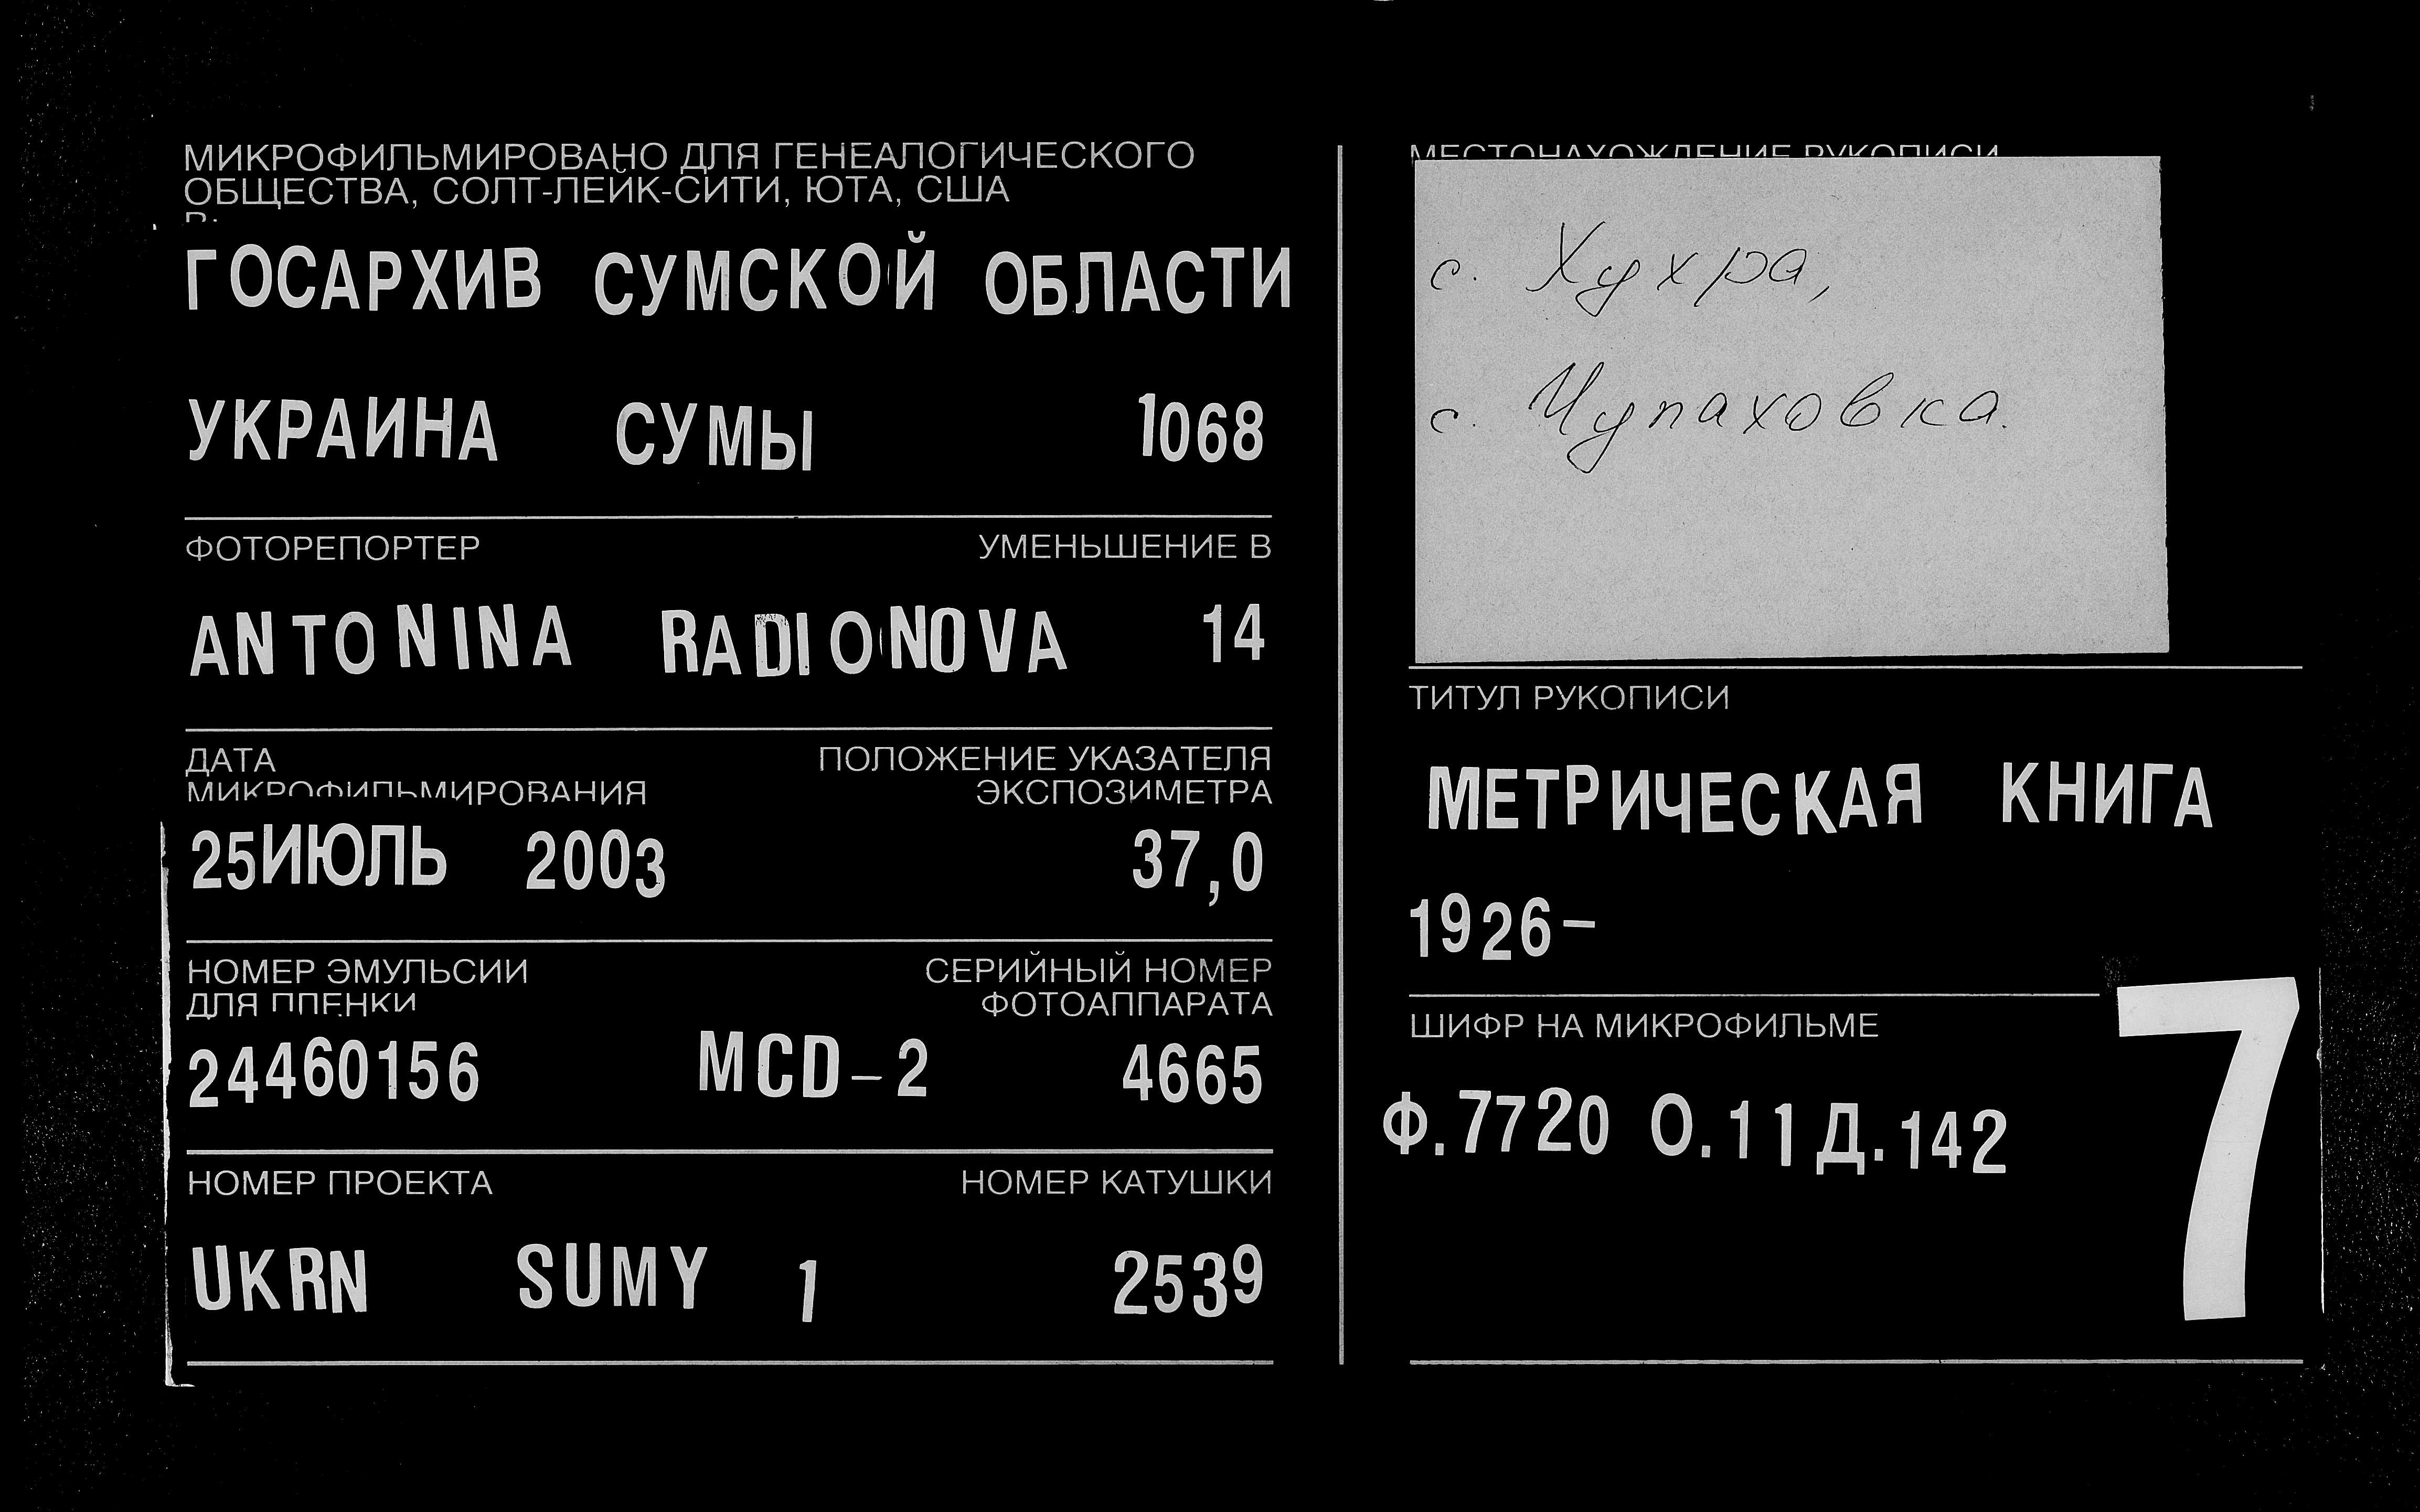 МИКРОФИЛЬМИРОВАНО ДЛЯ ГЕНЕАЛОГИЧЕСКОГО
ОБЩЕСТВА, СОЛТ-ЛЕЙК-СИТИ, ЮТА, США
ГОСАРХИВ СУМСКОЙ ОБЛАСТИ
УКРАИНА СУМЫ 1068
ФОТОРЕПОРТЕР УМЕНЬШЕНИЕ В
ANTONINA RADIONOVA 14
ДАТА ПОЛОЖЕНИЕ УКАЗАТЕЛЯ
МИКРОФИЛЬМИРОВАНИЯ ЭКСПОЗИМЕТРА
25ИЮЛЬ 2003 37,0
НОМЕР ЭМУЛЬСИИ СЕРИЙНЫЙ НОМЕР
ДЛЯ ПЛЕНКИ ФОТОАППАРАТА
24460156 MCD-2 4665
НОМЕР ПРОЕКТА НОМЕР КАТУШКИ
UKRN SUMY 1 2539
МЕСТОНАХОЖДЕНИЕ РУКОПИСИ
с. Хухра,
с. Чупаховка.
ТИТУЛ РУКОПИСИ
МЕТРИЧЕСКАЯ КНИГА
1926-
ШИФР НА МИКРОФИЛЬМЕ
Ф.7720 О.11 Д.142
7